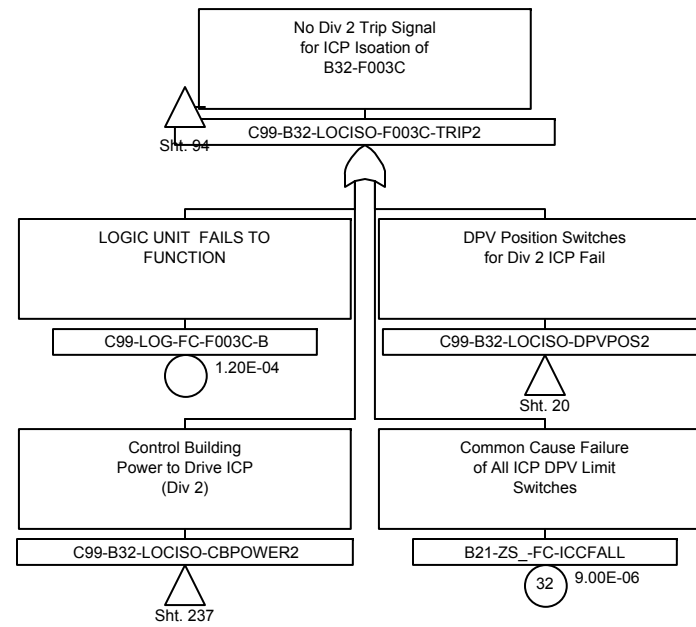 No Div 2 Trip Signal
for ICP Isoation of
B32-F003C
C99-B32-LOCISO-F003C-TRIP2
Sht. 94
LOGIC UNIT FAILS TO
FUNCTION
C99-LOG-FC-F003C-B
1.20E-04
DPV Position Switches
for Div 2 ICP Fail
C99-B32-LOCISO-DPVPOS2
Sht. 20
Control Building
Power to Drive ICP
(Div 2)
C99-B32-LOCISO-CBPOWER2
Sht. 237
Common Cause Failure
of All ICP DPV Limit
Switches
B21-ZS_-FC-ICCFALL
32
9.00E-06